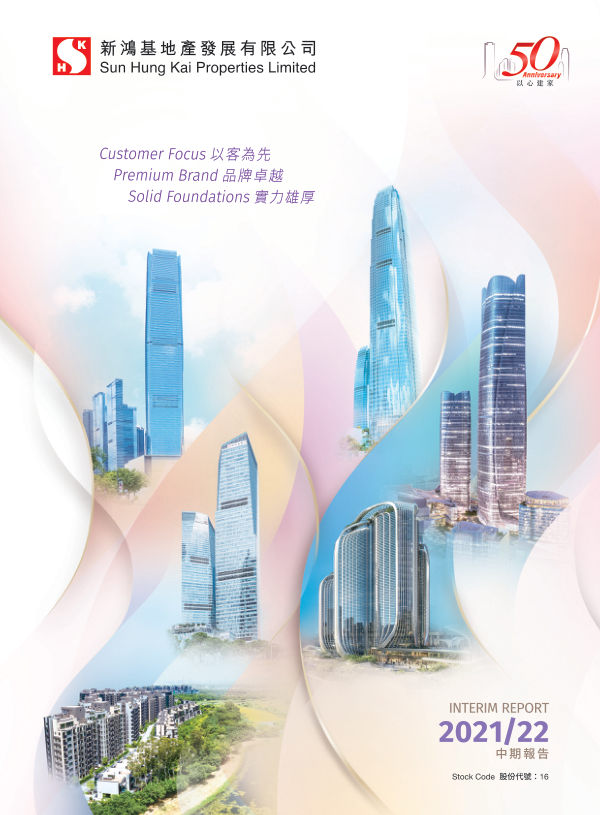 SHK
新鴻基地產發展有限公司
Sun Hung Kai Properties Limited
50
Anniversary
以心建家
Customer Focus 以客為先
Premium Brand 品牌卓越
Solid Foundations 實力雄厚
INTERIM REPORT
2021/22
中期報告
Stock Code 股份代號：16